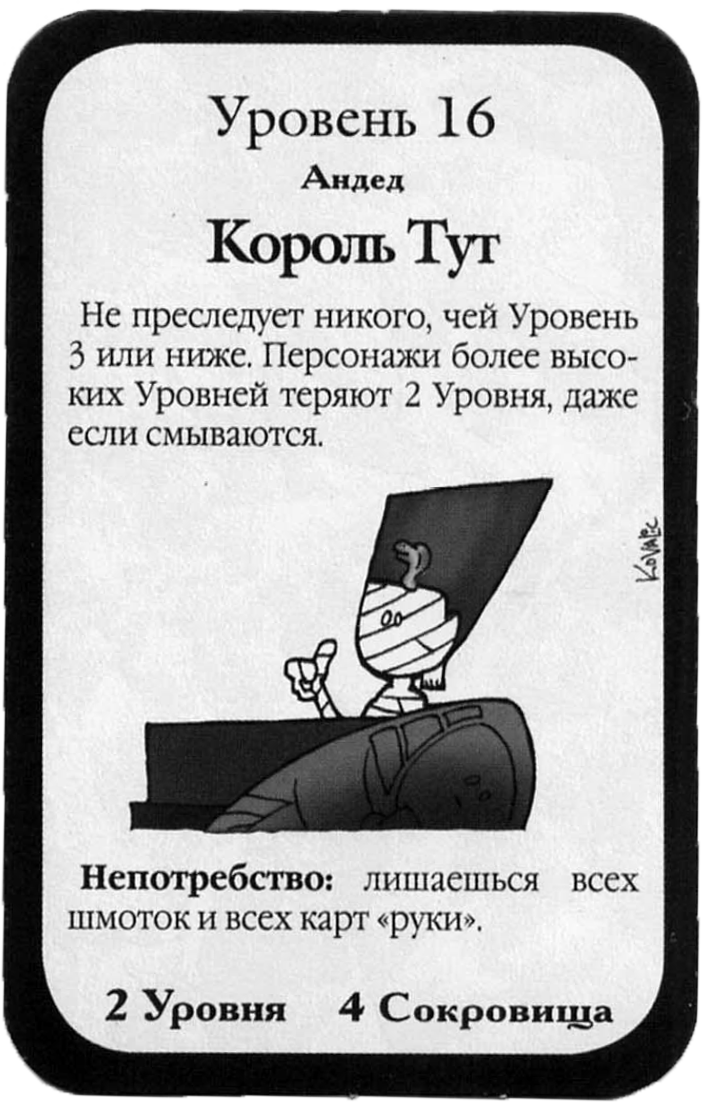 Уровень 16
Андед
Король Тут
Не преследует никого, чей Уровень
3 или ниже. Персонажи более высо-
ких Уровней теряют 2 Уровня, даже
если смываются.
KOVALIC
Непотребство: лишаешься всех
шмоток и всех карт «руки».
2 Уровня 4 Сокровища